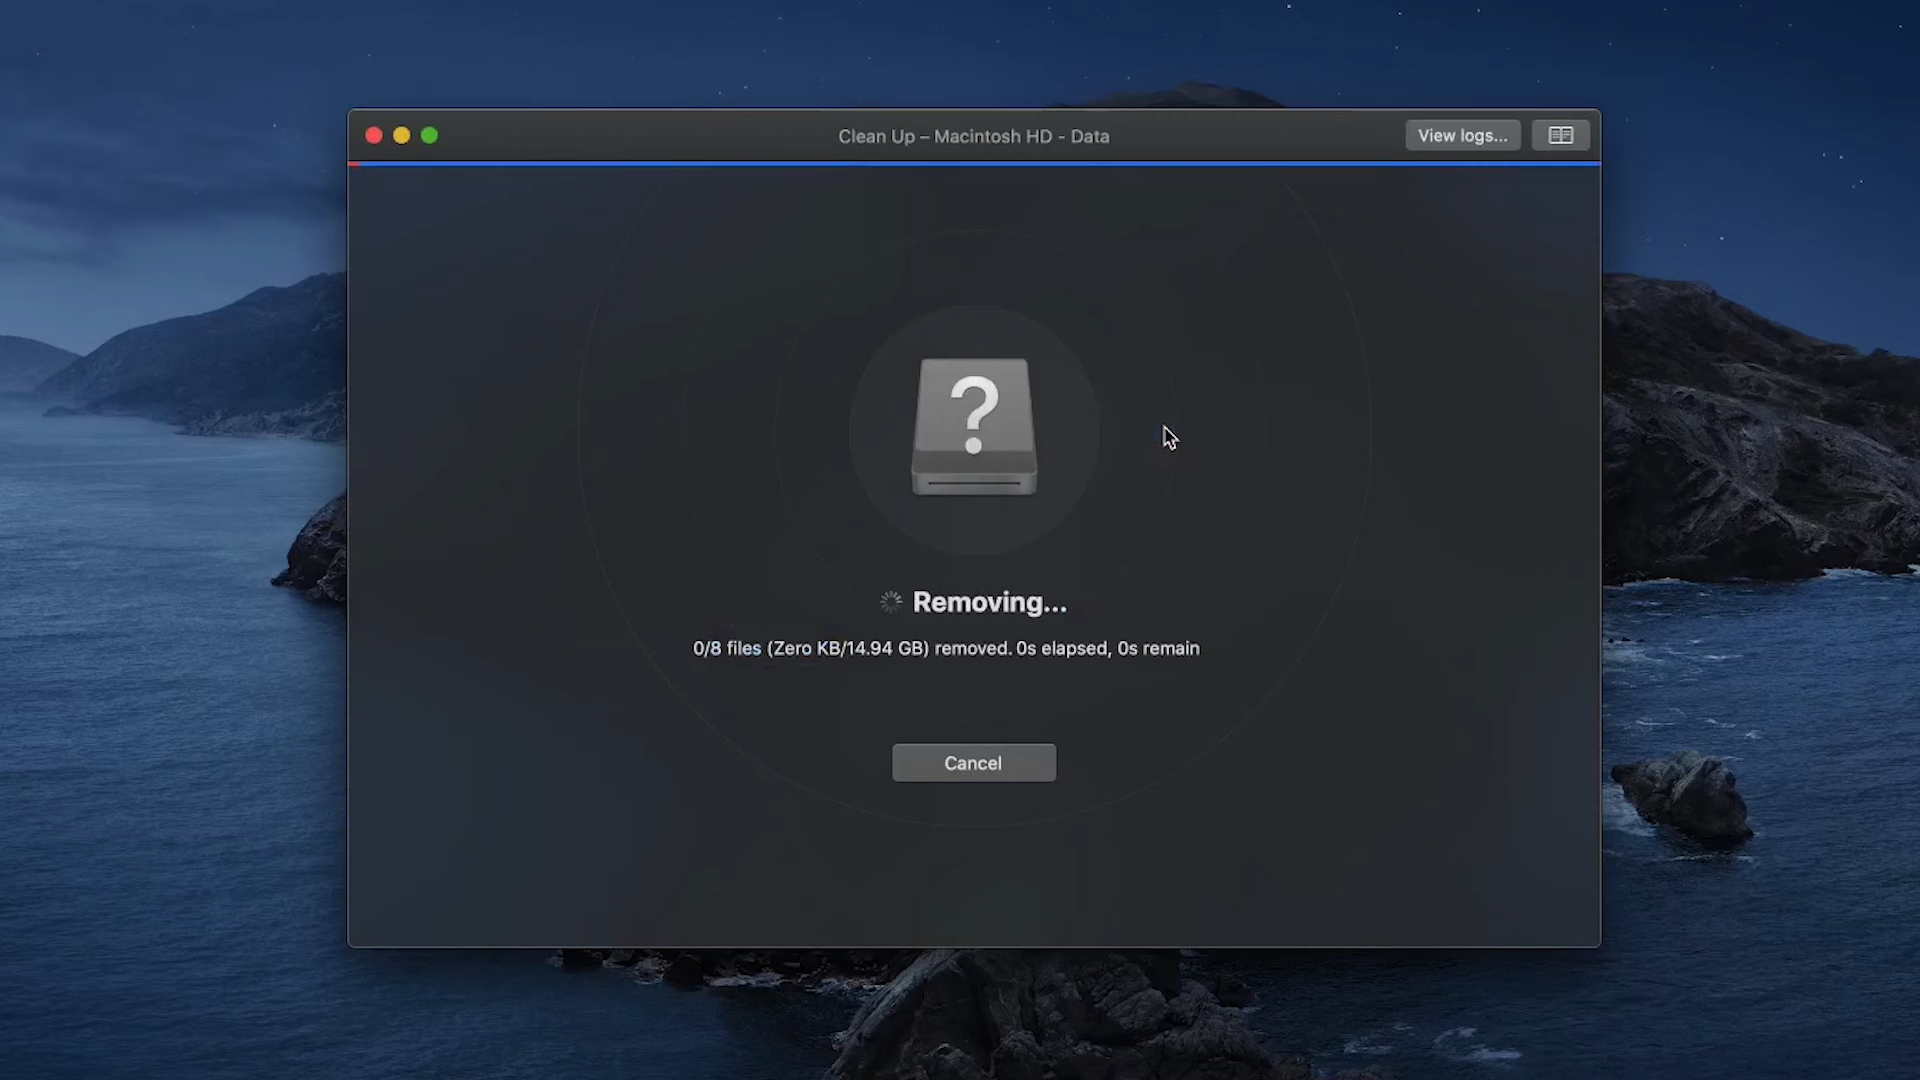 Clean Up – Macintosh HD - Data
View logs...
?
Removing...
0/8 files (Zero KB/14.94 GB) removed. 0s elapsed, 0s remain
Cancel